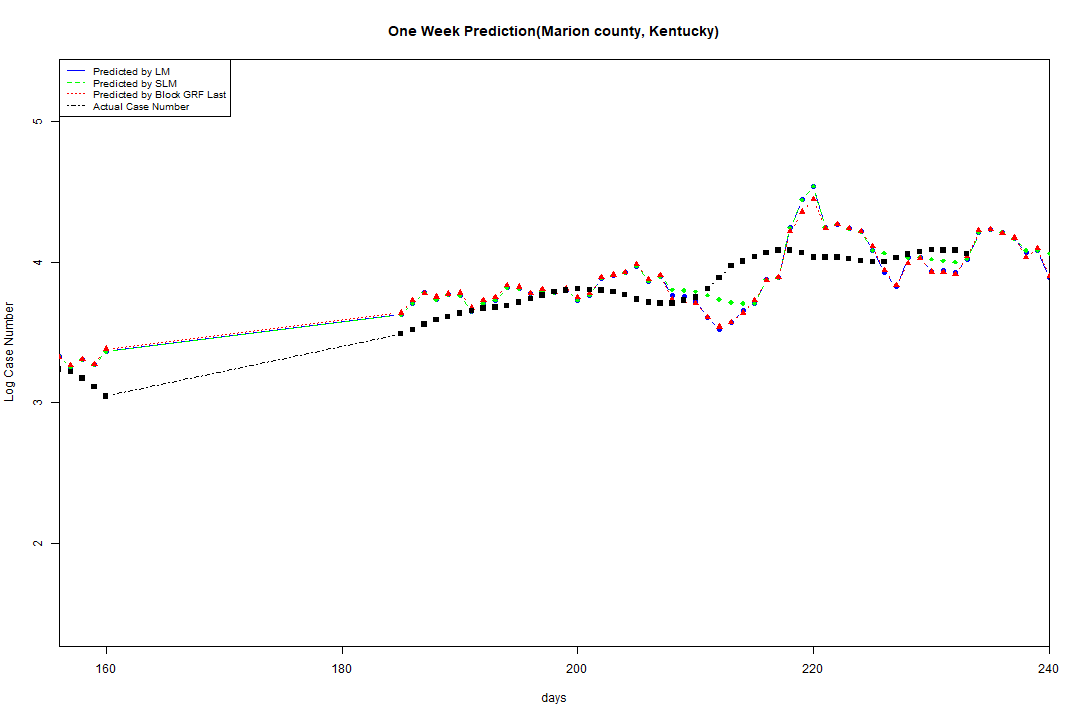 One Week Prediction(Marion county, Kentucky)
Predicted by LM
Predicted by SLM
Predicted by Block GRF Last
Actual Case Number
5
4
3
2
Log Case Number
160 180 200 220 240
days